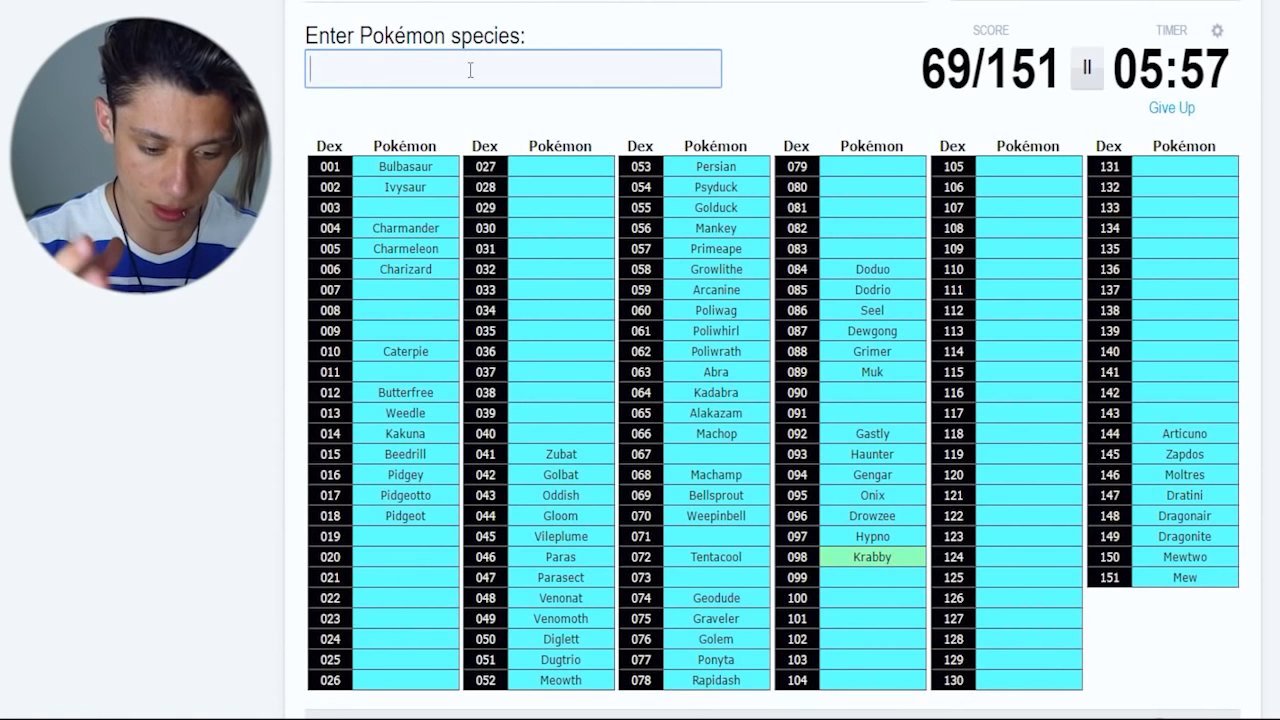 Enter Pokémon species:
SCORE
TIMER
69/151
05:57
Give Up
Dex Pokémon Dex Pokémon Dex Pokémon Dex Pokémon Dex Pokémon Dex Pokémon
001 Bulbasaur 027 053 Persian 079 105 131
002 Ivysaur 028 054 Psyduck 080 106 132
003 029 055 Golduck 081 107 133
004 Charmander 030 056 Mankey 082 108 134
005 Charmeleon 031 057 Primeape 083 109 135
006 Charizard 032 058 Growlithe 084 Doduo 110 136
007 033 059 Arcanine 085 Dodrio 111 137
008 034 060 Poliwag 086 Seel 112 138
009 035 061 Poliwhirl 087 Dewgong 113 139
010 Caterpie 036 062 Poliwrath 088 Grimer 114 140
011 037 063 Abra 089 Muk 115 141
012 Butterfree 038 064 Kadabra 090 116 142
013 Weedle 039 065 Alakazam 091 117 143
014 Kakuna 040 066 Machop 092 Gastly 118 144 Articuno
015 Beedrill 041 Zubat 067 093 Haunter 119 145 Zapdos
016 Pidgey 042 Golbat 068 Machamp 094 Gengar 120 146 Moltres
017 Pidgeotto 043 Oddish 069 Bellsprout 095 Onix 121 147 Dratini
018 Pidgeot 044 Gloom 070 Weepinbell 096 Drowzee 122 148 Dragonair
019 045 Vileplume 071 097 Hypno 123 149 Dragonite
020 046 Paras 072 Tentacool 098 Krabby 124 150 Mewtwo
021 047 Parasect 073 099 125 151 Mew
022 048 Venonat 074 Geodude 100 126
023 049 Venomoth 075 Graveler 101 127
024 050 Diglett 076 Golem 102 128
025 051 Dugtrio 077 Ponyta 103 129
026 052 Meowth 078 Rapidash 104 130